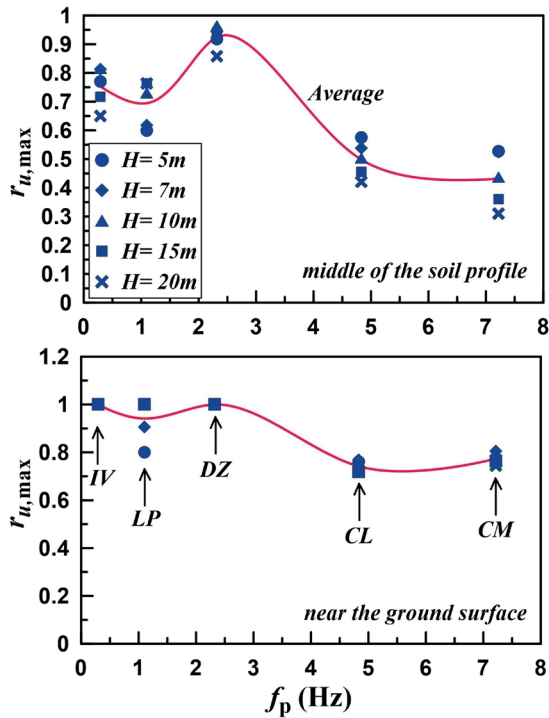 1
0.9
0.8
0.7
0.6
0.5
0.4
0.3
0.2
0.1
0
r_u,max
Average
H= 5m
H= 7m
H= 10m
H= 15m
H= 20m
middle of the soil profile
0 1 2 3 4 5 6 7 8
1.2
1
0.8
0.6
0.4
0.2
0
r_u,max
IV
LP
DZ
CL
CM
near the ground surface
0 1 2 3 4 5 6 7 8
f_p (Hz)